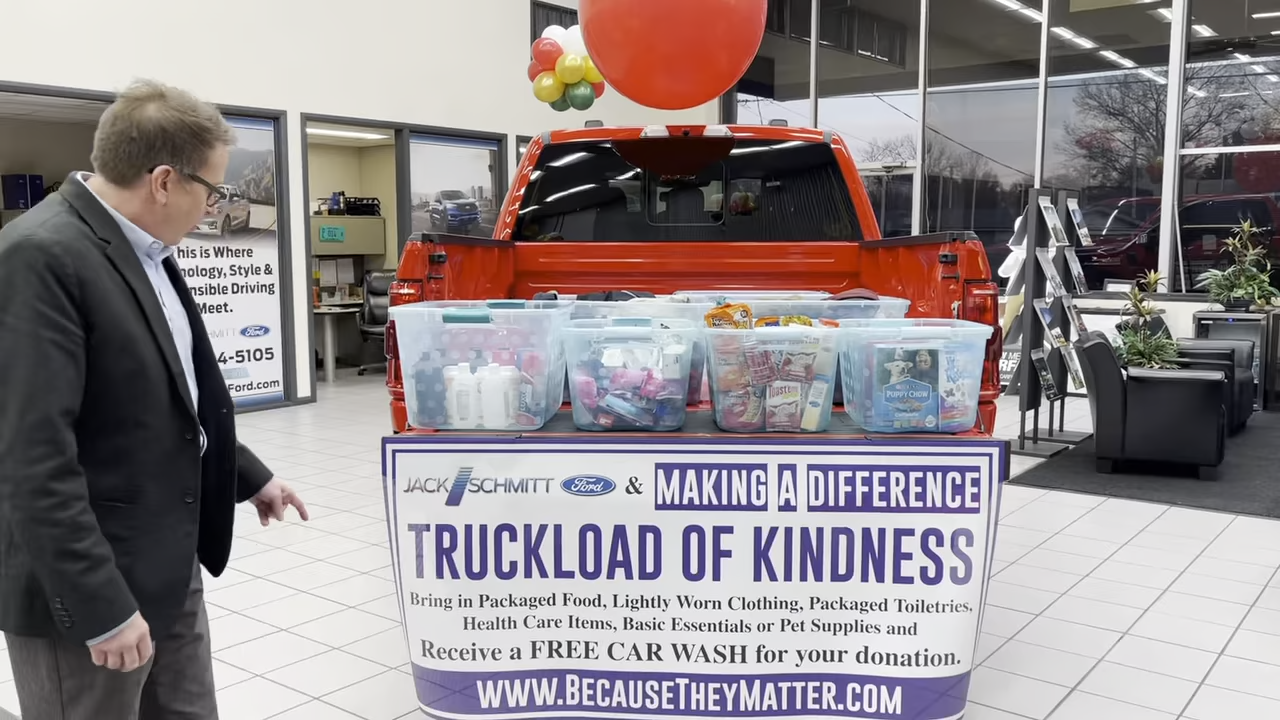 his is Where
nology, Style &
nsible Driving
Meet.
SCHMITT Ford
4-5105
Ford.com
PUPPY CHOW
JACK SCHMITT Ford & MAKING A DIFFERENCE
TRUCKLOAD OF KINDNESS
Bring in Packaged Food, Lightly Worn Clothing, Packaged Toiletries,
Health Care Items, Basic Essentials or Pet Supplies and
Receive a FREE CAR WASH for your donation.
WWW.BECAUSETHEYMATTER.COM